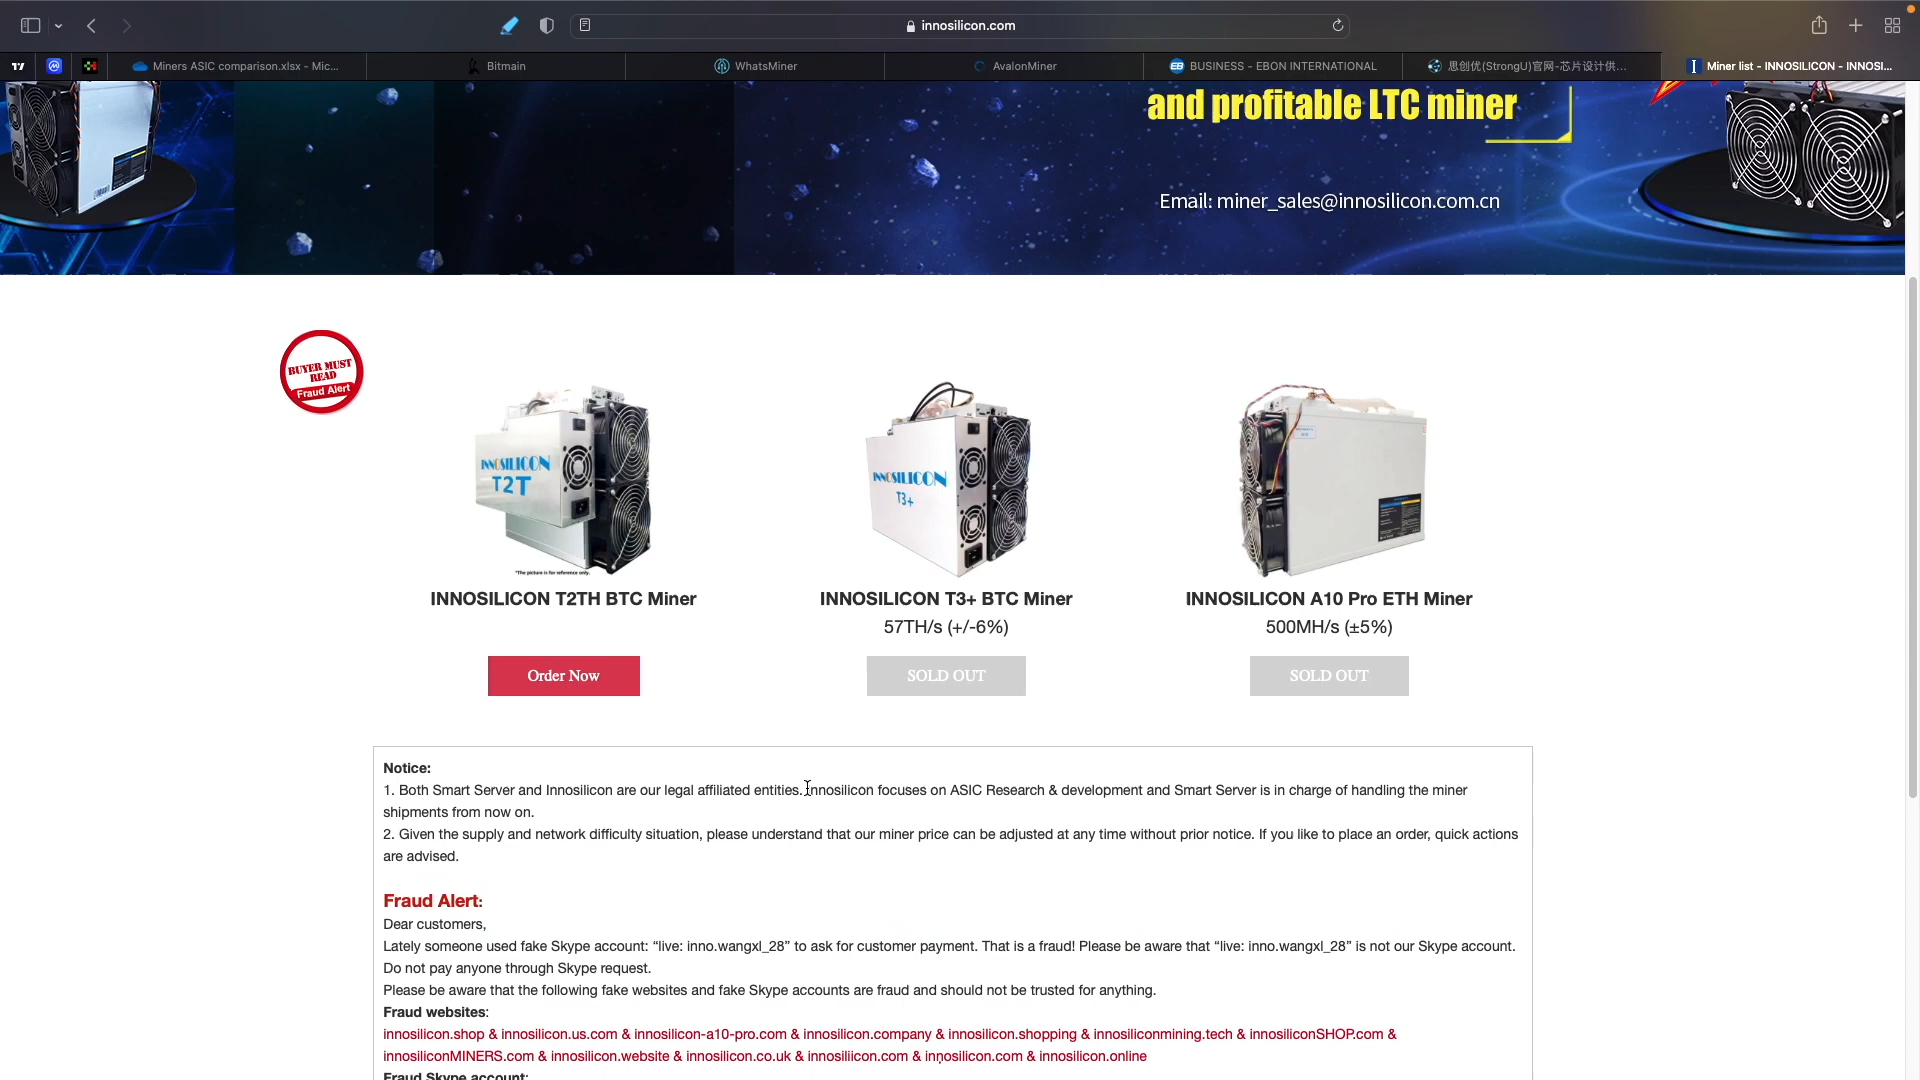 innosilicon.com
Miners ASIC comparison.xlsx - Mic...
Bitmain
WhatsMiner
AvalonMiner
BUSINESS - EBON INTERNATIONAL
思创优(StrongU)官网-芯片设计供...
Miner list - INNOSILICON - INNOSI...
and profitable LTC miner
Email: miner_sales@innosilicon.com.cn
BUYER MUST
READ
Fraud Alert
INNOSILICON
T2T
INNOSILICON
T3+
*The picture is for reference only.
INNOSILICON T2TH BTC Miner
INNOSILICON T3+ BTC Miner
INNOSILICON A10 Pro ETH Miner
57TH/s (+/-6%)
500MH/s (±5%)
Order Now
SOLD OUT
SOLD OUT
Notice:
1. Both Smart Server and Innosilicon are our legal affiliated entities. Innosilicon focuses on ASIC Research & development and Smart Server is in charge of handling the miner
shipments from now on.
2. Given the supply and network difficulty situation, please understand that our miner price can be adjusted at any time without prior notice. If you like to place an order, quick actions
are advised.
Fraud Alert:
Dear customers,
Lately someone used fake Skype account: “live: inno.wangxl_28” to ask for customer payment. That is a fraud! Please be aware that “live: inno.wangxl_28” is not our Skype account.
Do not pay anyone through Skype request.
Please be aware that the following fake websites and fake Skype accounts are fraud and should not be trusted for anything.
Fraud websites:
innosilicon.shop & innosilicon.us.com & innosilicon-a10-pro.com & innosilicon.company & innosilicon.shopping & innosiliconmining.tech & innosiliconSHOP.com &
innosiliconMINERS.com & innosilicon.website & innosilicon.co.uk & innosiliicon.com & inņosilicon.com & innosilicon.online
Fraud Skype account: